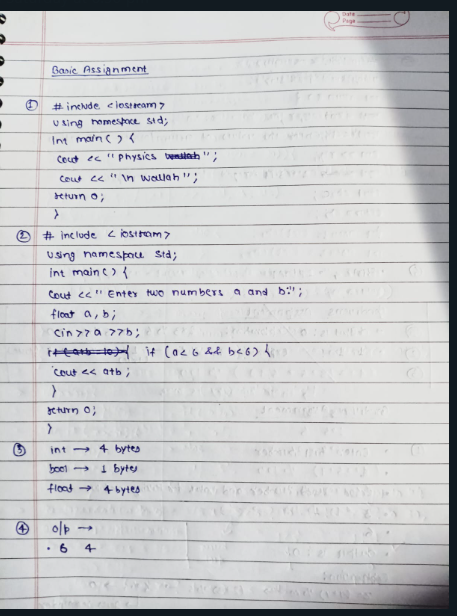 Date
Page
Basic Assignment
① # include <iostream>
using namespace std;
int main() {
cout << "Physics wallah";
cout << "\n wallah";
return 0;
}
② # include <iostream>
using namespace std;
int main() {
cout << "Enter two numbers a and b:";
float a, b;
cin >> a >> b;
if (a+b = 10) { if (a<6 && b<6) {
cout << a+b;
}
return 0;
}
③ int → 4 bytes
bool → 1 bytes
float → 4 bytes
④ o/p →
. 6 4